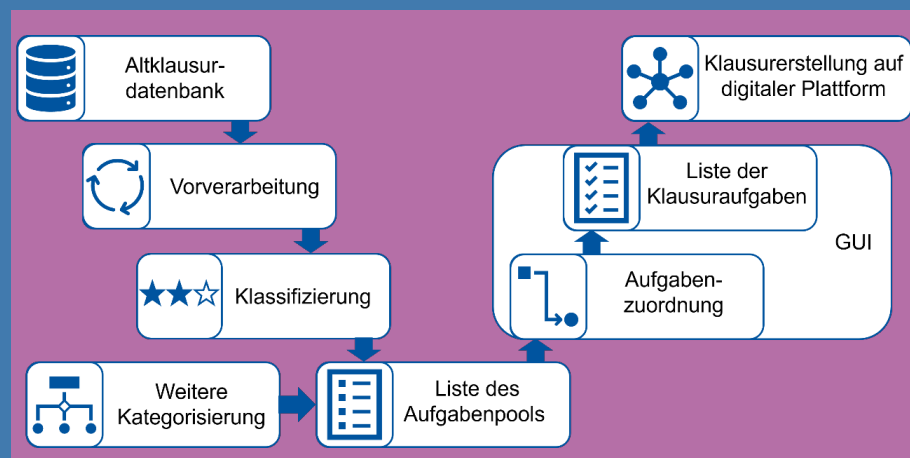 Altklausur-
datenbank
Vorverarbeitung
Klassifizierung
Weitere
Kategorisierung
Liste des
Aufgabenpools
Aufgaben-
zuordnung
Liste der
Klausuraufgaben
GUI
Klausurerstellung auf
digitaler Plattform